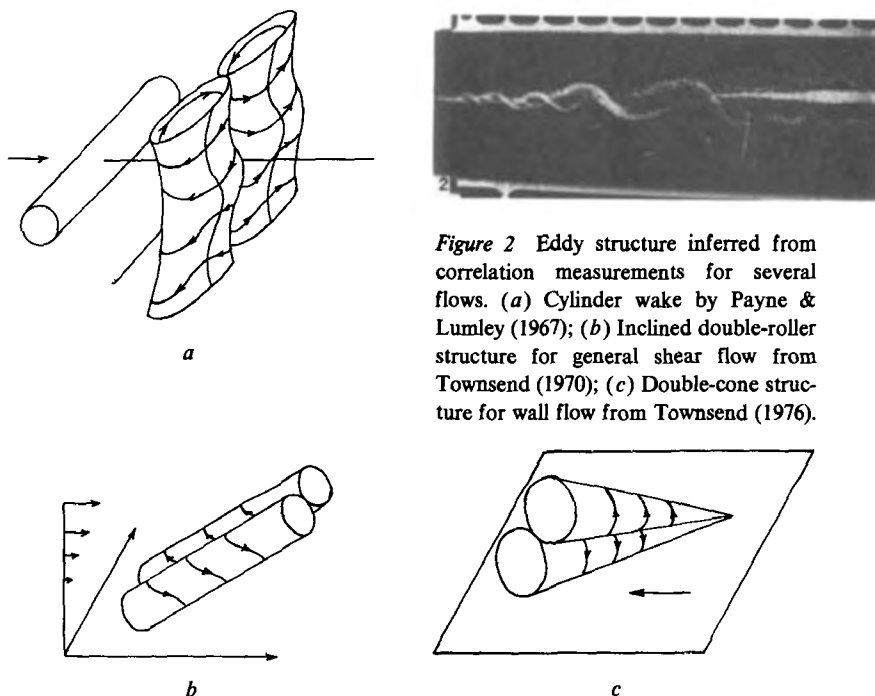 2
Figure 2 Eddy structure inferred from
correlation measurements for several
flows. (a) Cylinder wake by Payne &
Lumley (1967); (b) Inclined double-roller
structure for general shear flow from
Townsend (1970); (c) Double-cone struc-
ture for wall flow from Townsend (1976).
a
b
c